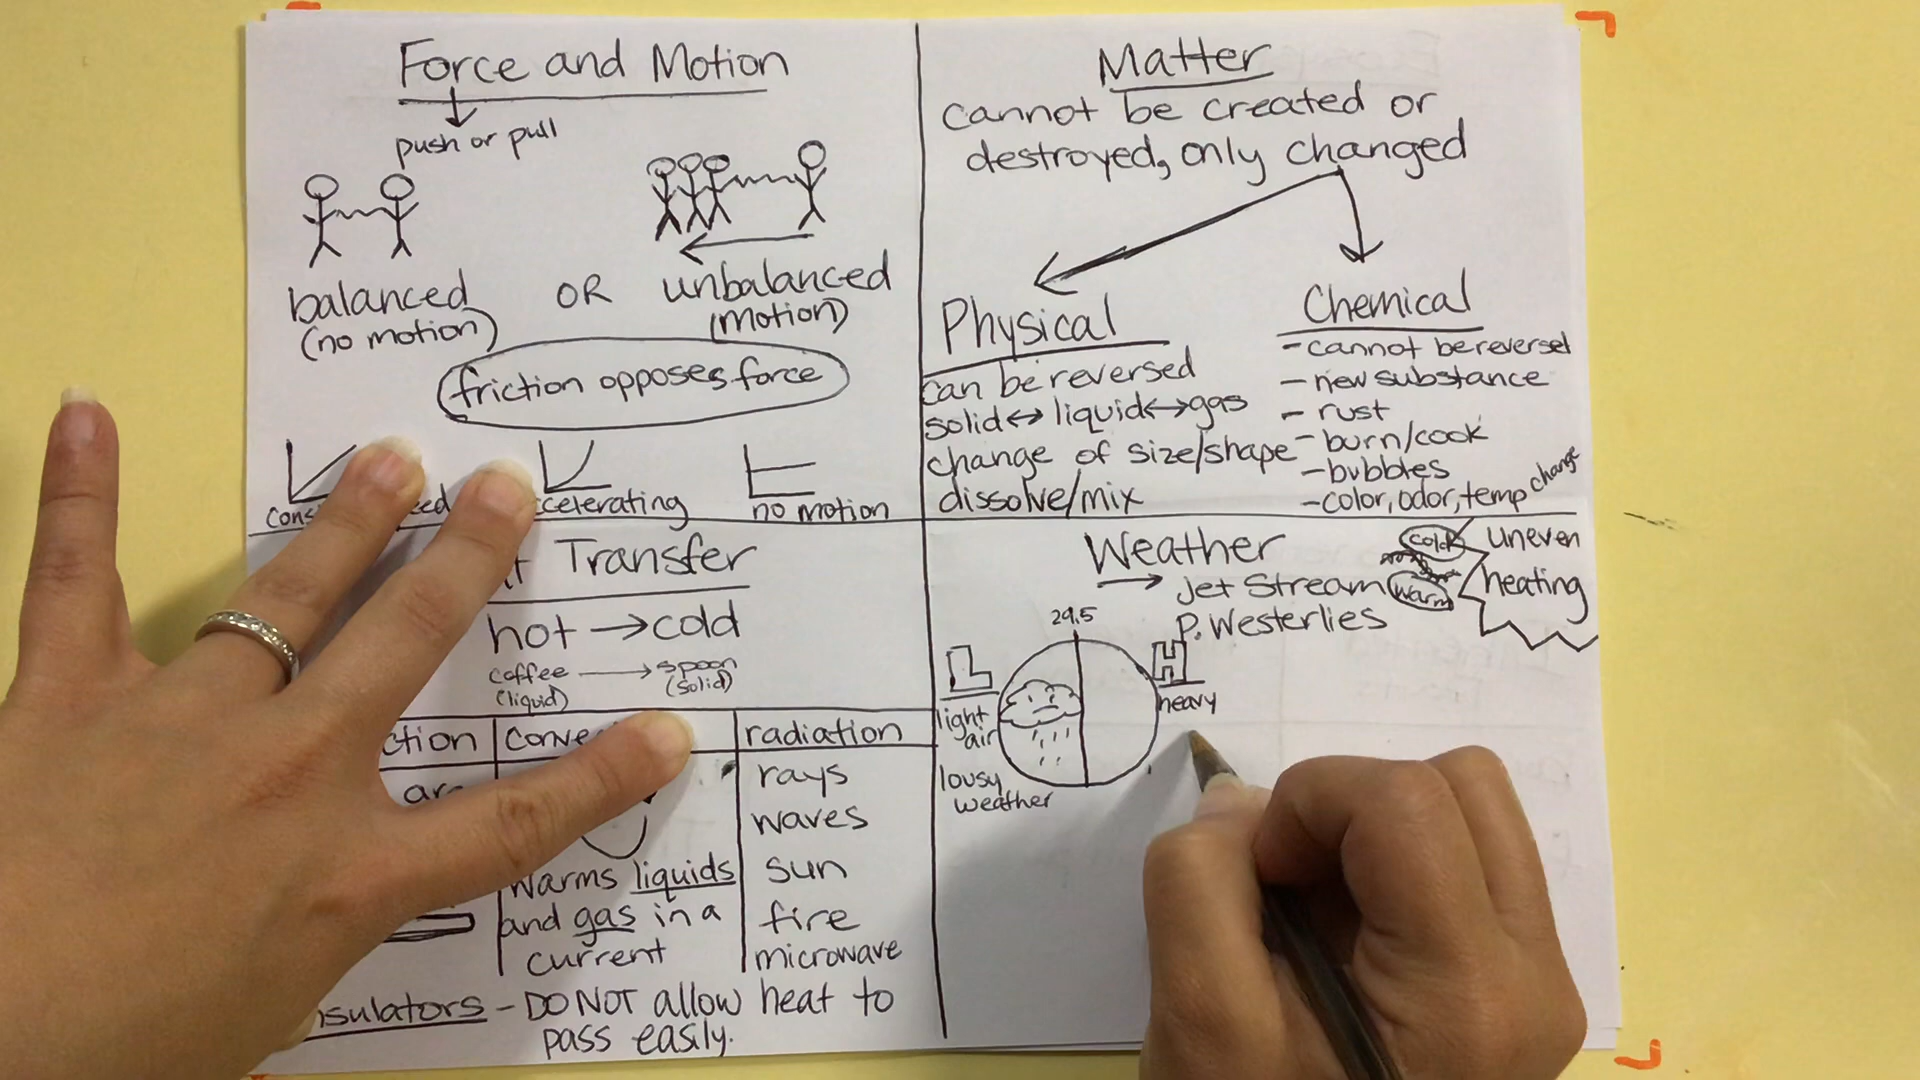 Force and Motion
push or pull
balanced OR unbalanced
(no motion) (motion)
friction opposes force
accelerating no motion
Matter
cannot be created or
destroyed, only changed
Physical
can be reversed
solid ↔ liquid ↔ gas
change of size/shape
dissolve/mix
Chemical
- cannot be reversed
- new substance
- rust
- burn/cook
- bubbles
- color, odor, temp change
Transfer
hot → cold
coffee → spoon
(liquid) (solid)
radiation
rays
waves
sun
fire
microwave
warms liquids
and gas in a
current
- DO NOT allow heat to
pass easily.
Weather
→ Jet Stream
P. Westerlies
cold
warm
uneven
heating
29.5
L
light
air
lousy
weather
H
heavy